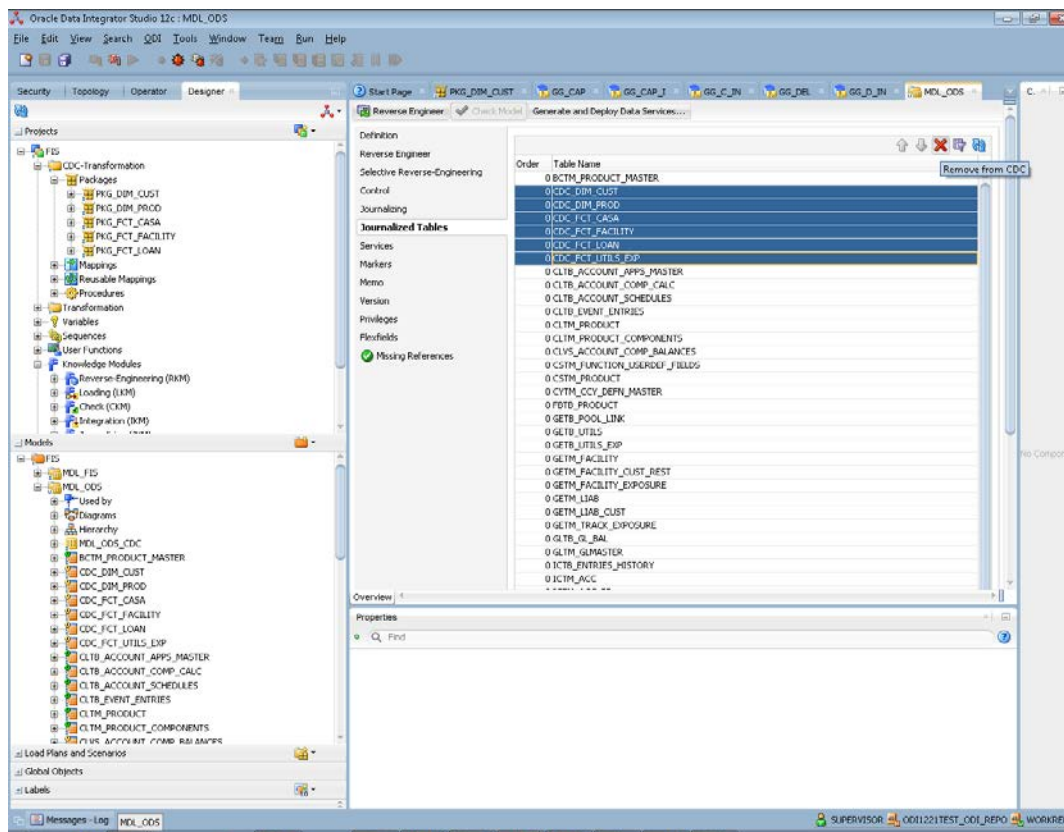 Oracle Data Integrator Studio 12c : MDL_ODS
File Edit View Search ODI Tools Window Team Run Help
Security Topology Operator Designer
Projects
FIS
CDC-Transformation
Packages
PKG_DIM_CUST
PKG_DIM_PROD
PKG_FCT_CASA
PKG_FCT_FACILITY
PKG_FCT_LOAN
Mappings
Reusable Mappings
Procedures
Transformation
Variables
Sequences
User Functions
Knowledge Modules
Reverse-Engineering (RKM)
Loading (LKM)
Check (CKM)
Integration (IKM)
Models
FIS
MDL_FIS
MDL_ODS
Used by
Diagrams
Hierarchy
MDL_ODS_CDC
BCTM_PRODUCT_MASTER
CDC_DIM_CUST
CDC_DIM_PROD
CDC_FCT_CASA
CDC_FCT_FACILITY
CDC_FCT_LOAN
CDC_FCT_UTILS_EXP
CLTB_ACCOUNT_APPS_MASTER
CLTB_ACCOUNT_COMP_CALC
CLTB_ACCOUNT_SCHEDULES
CLTB_EVENT_ENTRIES
CLTM_PRODUCT
CLTM_PRODUCT_COMPONENTS
CLVS_ACCOUNT_COMP_BALANCES
Load Plans and Scenarios
Global Objects
Labels
Start Page PKG_DIM_CUST GG_CAP GG_CAP_I GG_C_IN GG_DEL GG_D_IN MDL_ODS
Reverse Engineer Check Model Generate and Deploy Data Services...
Definition
Reverse Engineer
Selective Reverse-Engineering
Control
Journalizing
Journalized Tables
Services
Markers
Memo
Version
Privileges
Flexfields
Missing References
Remove from CDC
Order Table Name
0 BCTM_PRODUCT_MASTER
0 CDC_DIM_CUST
0 CDC_DIM_PROD
0 CDC_FCT_CASA
0 CDC_FCT_FACILITY
0 CDC_FCT_LOAN
0 CDC_FCT_UTILS_EXP
0 CLTB_ACCOUNT_APPS_MASTER
0 CLTB_ACCOUNT_COMP_CALC
0 CLTB_ACCOUNT_SCHEDULES
0 CLTB_EVENT_ENTRIES
0 CLTM_PRODUCT
0 CLTM_PRODUCT_COMPONENTS
0 CLVS_ACCOUNT_COMP_BALANCES
0 CSTM_FUNCTION_USERDEF_FIELDS
0 CSTM_PRODUCT
0 CYTM_CCY_DEFN_MASTER
0 FBTB_PRODUCT
0 GETB_POOL_LINK
0 GETB_UTILS
0 GETB_UTILS_EXP
0 GETM_FACILITY
0 GETM_FACILITY_CUST_REST
0 GETM_FACILITY_EXPOSURE
0 GETM_LIAB
0 GETM_LIAB_CUST
0 GETM_TRACK_EXPOSURE
0 GLTB_GL_BAL
0 GLTM_GLMASTER
0 ICTB_ENTRIES_HISTORY
0 ICTM_ACC
Overview
Properties
Find
No Compon
Messages - Log MDL_ODS
SUPERVISOR ODI1221TEST_ODI_REPO WORKRE